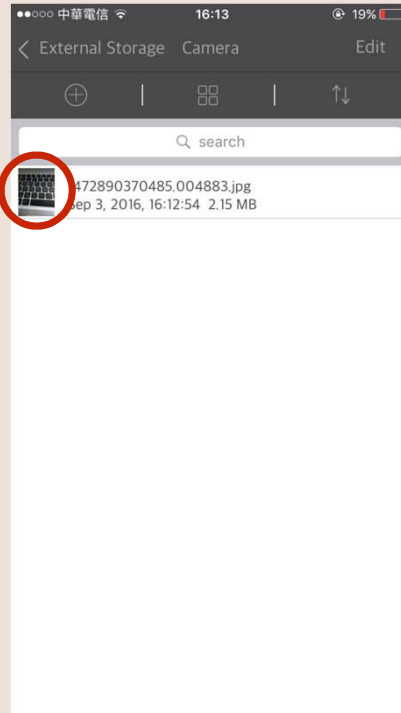 中華電信 16:13 19%
External Storage Camera Edit
search
472890370485.004883.jpg
Sep 3, 2016, 16:12:54 2.15 MB